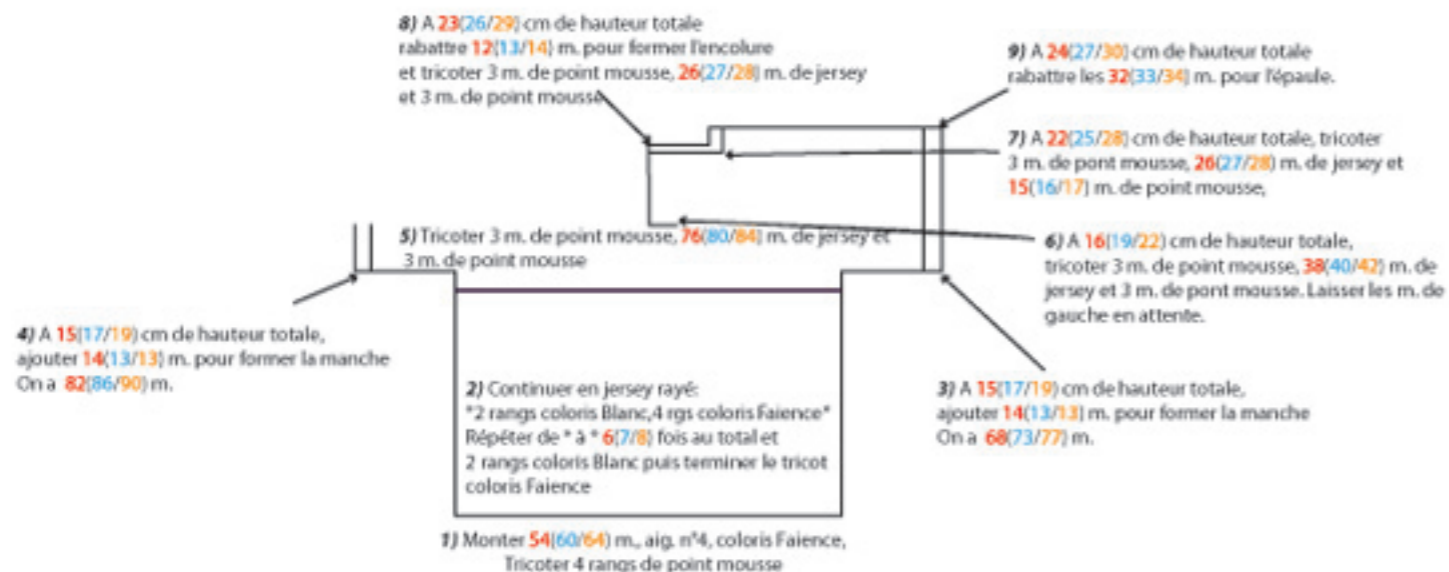 8) A 23(26/29) cm de hauteur totale
rabattre 12(13/14) m. pour former l'encolure
et tricoter 3 m. de point mousse, 26(27/28) m. de jersey
et 3 m. de point mousse
9) A 24(27/30) cm de hauteur totale
rabattre les 32(33/34) m. pour l'épaule.
7) A 22(25/28) cm de hauteur totale, tricoter
3 m. de pont mousse, 26(27/28) m. de jersey et
15(16/17) m. de point mousse,
5) Tricoter 3 m. de point mousse, 76(80/84) m. de jersey et
3 m. de point mousse
6) A 16(19/22) cm de hauteur totale,
tricoter 3 m. de point mousse, 38(40/42) m. de
jersey et 3 m. de pont mousse. Laisser les m. de
gauche en attente.
4) A 15(17/19) cm de hauteur totale,
ajouter 14(13/13) m. pour former la manche
On a 82(86/90) m.
3) A 15(17/19) cm de hauteur totale,
ajouter 14(13/13) m. pour former la manche
On a 68(73/77) m.
2) Continuer en jersey rayé:
*2 rangs coloris Blanc,4 rgs coloris Faience*
Répéter de * à * 6(7/8) fois au total et
2 rangs coloris Blanc puis terminer le tricot
coloris Faience
1) Monter 54(60/64) m., aig. n°4, coloris Faience,
Tricoter 4 rangs de point mousse